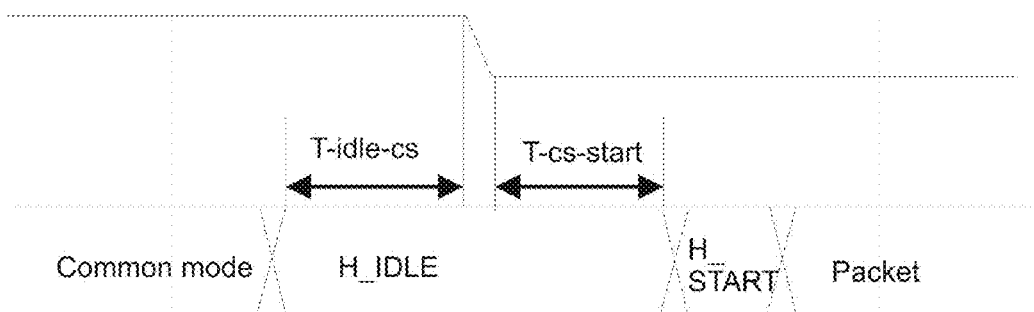 T-idle-cs
T-cs-start
Common mode
H_IDLE
H_
START
Packet